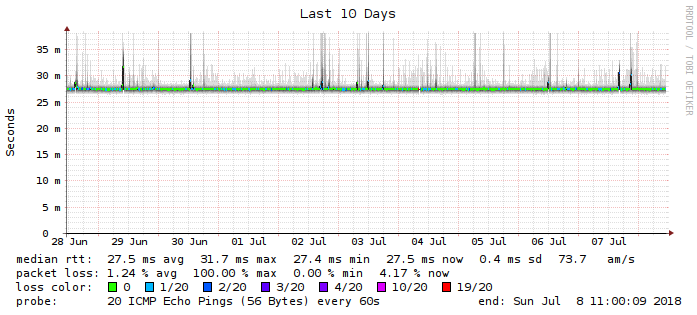 Last 10 Days
RRDTOOL / TOBI OETIKER
Seconds
35 m
30 m
25 m
20 m
15 m
10 m
5 m
0
28 Jun 29 Jun 30 Jun 01 Jul 02 Jul 03 Jul 04 Jul 05 Jul 06 Jul 07 Jul
median rtt: 27.5 ms avg 31.7 ms max 27.4 ms min 27.5 ms now 0.4 ms sd 73.7 am/s
packet loss: 1.24 % avg 100.00 % max 0.00 % min 4.17 % now
loss color: 0 1/20 2/20 3/20 4/20 10/20 19/20
probe: 20 ICMP Echo Pings (56 Bytes) every 60s end: Sun Jul 8 11:00:09 2018